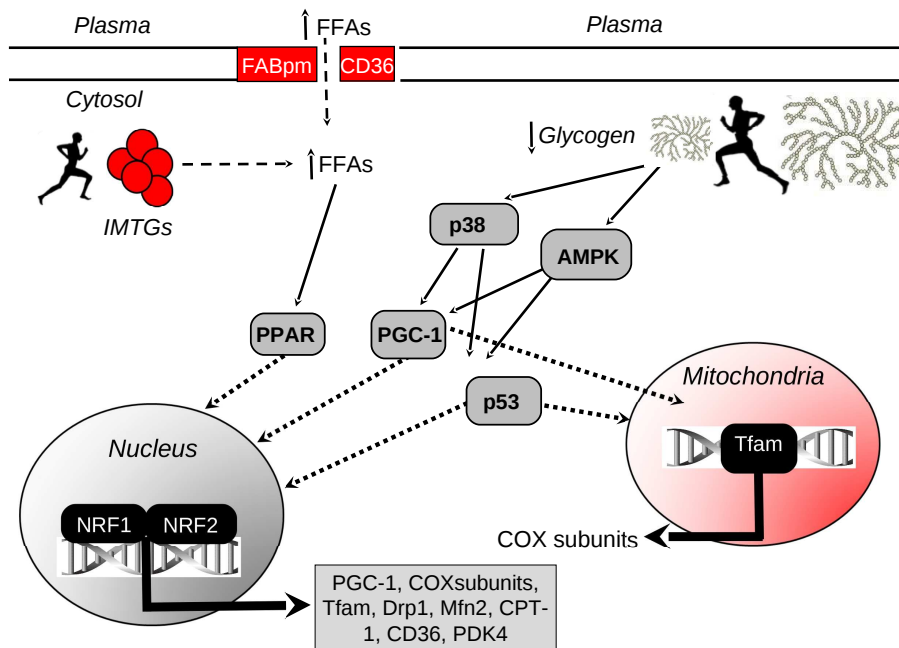 Plasma
FFAs
Plasma
FABpm
CD36
Cytosol
Glycogen
FFAs
IMTGs
p38
AMPK
PPAR
PGC-1
p53
Mitochondria
Tfam
Nucleus
NRF1
NRF2
COX subunits
PGC-1, COXsubunits,
Tfam, Drp1, Mfn2, CPT-
1, CD36, PDK4